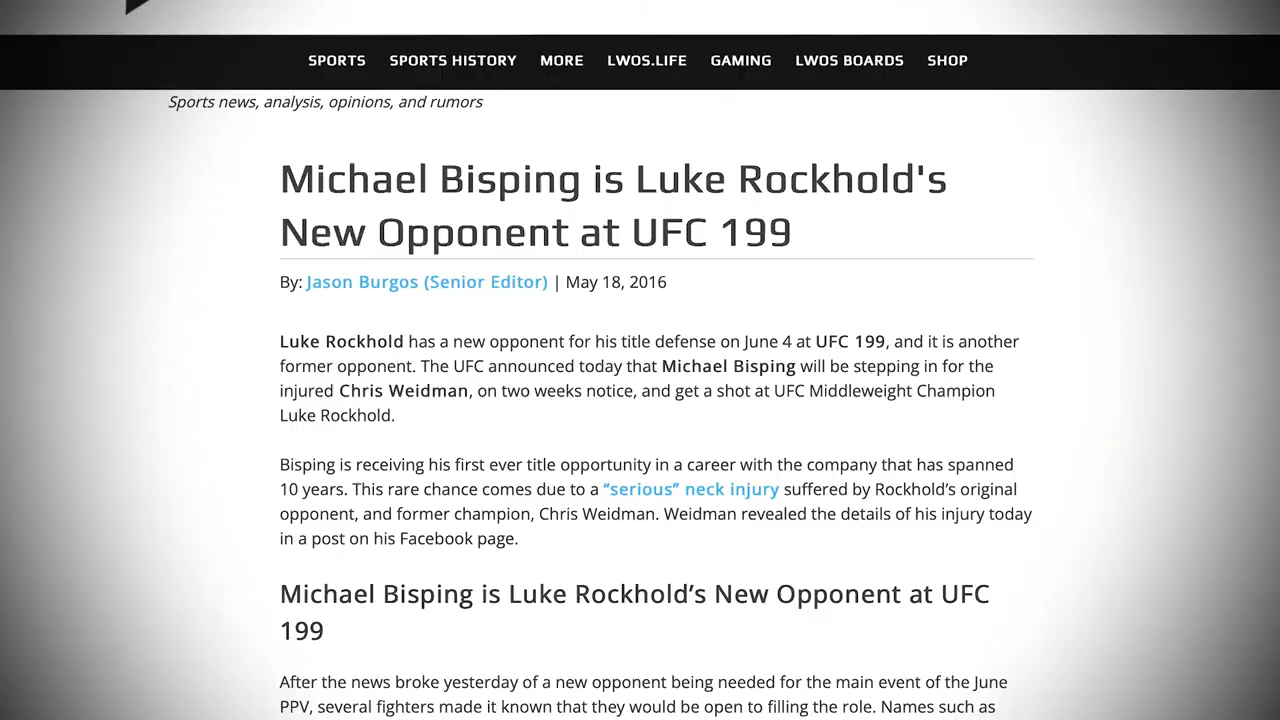 SPORTS SPORTS HISTORY MORE LWOS.LIFE GAMING LWOS BOARDS SHOP
Sports news, analysis, opinions, and rumors
Michael Bisping is Luke Rockhold's
New Opponent at UFC 199
By: Jason Burgos (Senior Editor) | May 18, 2016
Luke Rockhold has a new opponent for his title defense on June 4 at UFC 199, and it is another
former opponent. The UFC announced today that Michael Bisping will be stepping in for the
injured Chris Weidman, on two weeks notice, and get a shot at UFC Middleweight Champion
Luke Rockhold.
Bisping is receiving his first ever title opportunity in a career with the company that has spanned
10 years. This rare chance comes due to a “serious” neck injury suffered by Rockhold’s original
opponent, and former champion, Chris Weidman. Weidman revealed the details of his injury today
in a post on his Facebook page.
Michael Bisping is Luke Rockhold’s New Opponent at UFC
199
After the news broke yesterday of a new opponent being needed for the main event of the June
PPV, several fighters made it known that they would be open to filling the role. Names such as